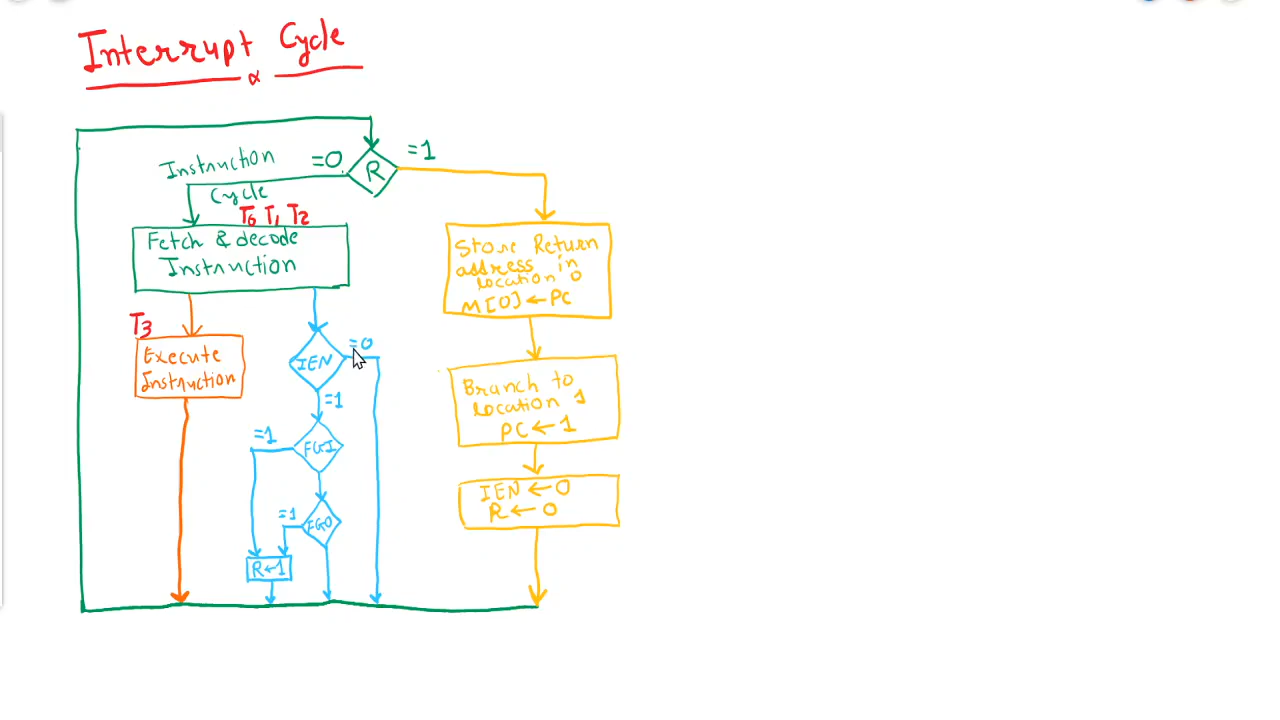 Interrupt Cycle
Instruction
Cycle
=0
R
=1
T0 T1 T2
Fetch & decode
Instruction
T3
Execute
Instruction
IEN
=0
=1
FGI
=1
FGO
=1
R←1
Store Return
address in
location 0
M[0] ← PC
Branch to
location 1
PC ← 1
IEN ← 0
R ← 0